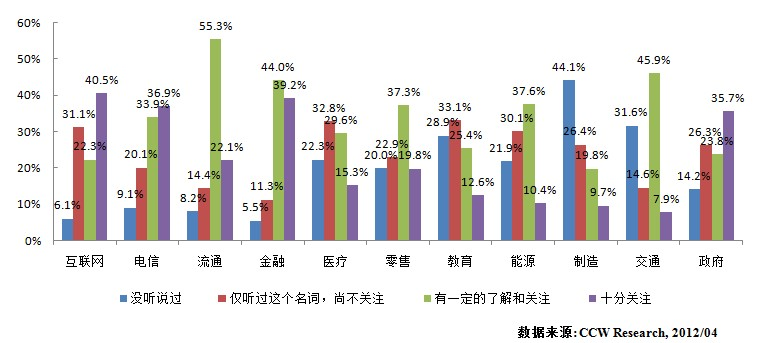 60%
50%
40%
30%
20%
10%
0%
6.1% 31.1% 22.3% 40.5%
9.1% 20.1% 33.9% 36.9%
8.2% 14.4% 55.3% 22.1%
5.5% 11.3% 44.0% 39.2%
22.3% 32.8% 29.6% 15.3%
20.0% 22.9% 37.3% 19.8%
28.9% 33.1% 25.4% 12.6%
21.9% 30.1% 37.6% 10.4%
44.1% 26.4% 19.8% 9.7%
31.6% 14.6% 45.9% 7.9%
14.2% 26.3% 23.8% 35.7%
互联网 电信 流通 金融 医疗 零售 教育 能源 制造 交通 政府
没听说过 仅听过这个名词，尚不关注 有一定的了解和关注 十分关注
数据来源: CCW Research, 2012/04